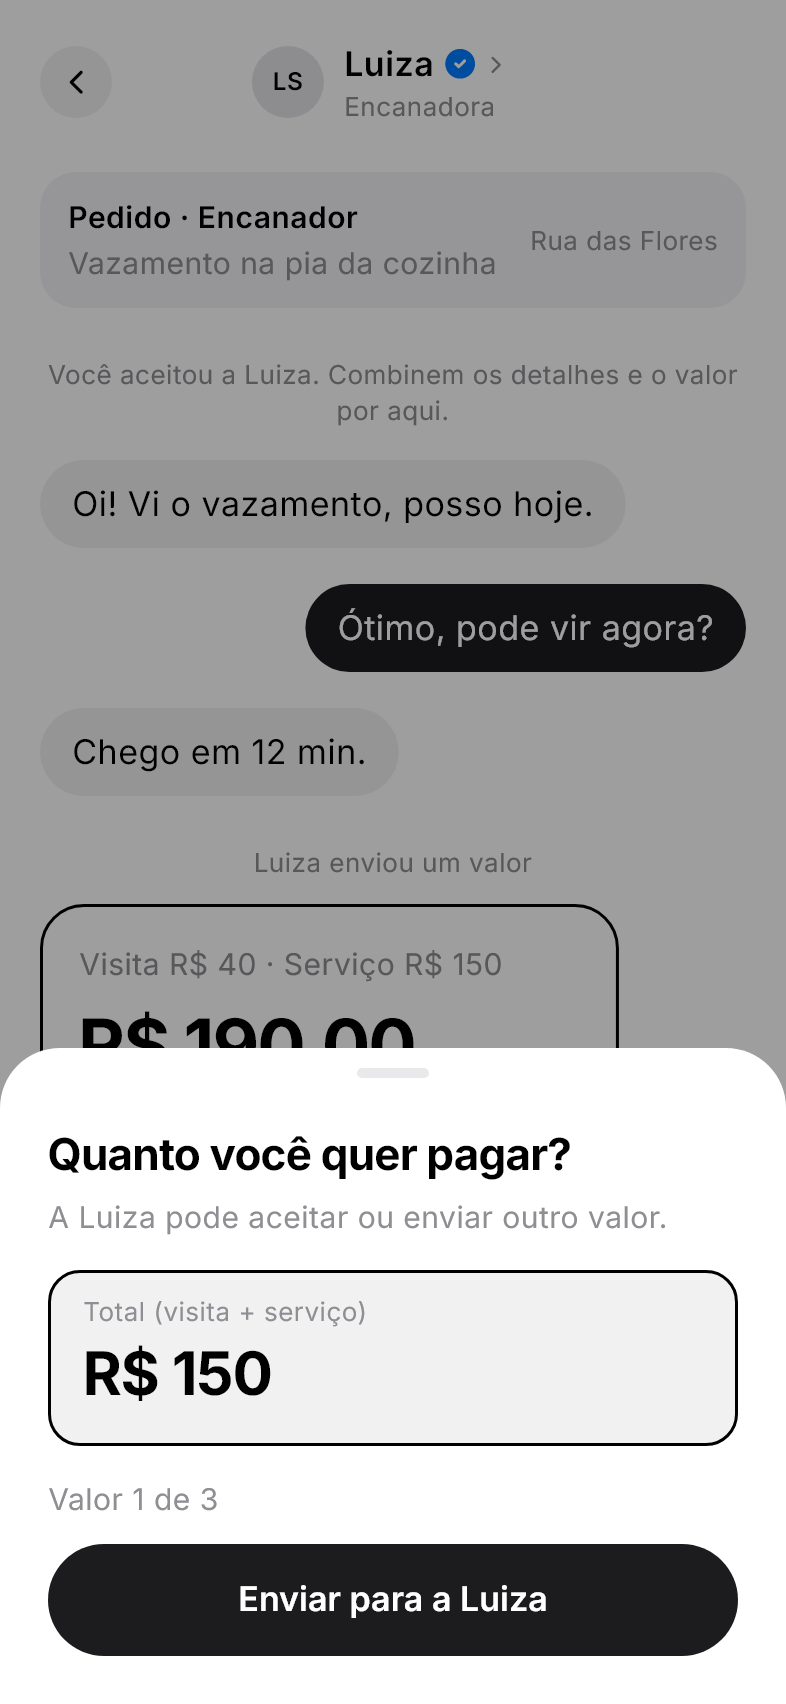 LS
Luiza
Encanadora
Pedido · Encanador
Vazamento na pia da cozinha
Rua das Flores
Você aceitou a Luiza. Combinem os detalhes e o valor
por aqui.
Oi! Vi o vazamento, posso hoje.
Ótimo, pode vir agora?
Chego em 12 min.
Luiza enviou um valor
Visita R$ 40 · Serviço R$ 150
R$ 190,00
Quanto você quer pagar?
A Luiza pode aceitar ou enviar outro valor.
Total (visita + serviço)
R$ 150
Valor 1 de 3
Enviar para a Luiza